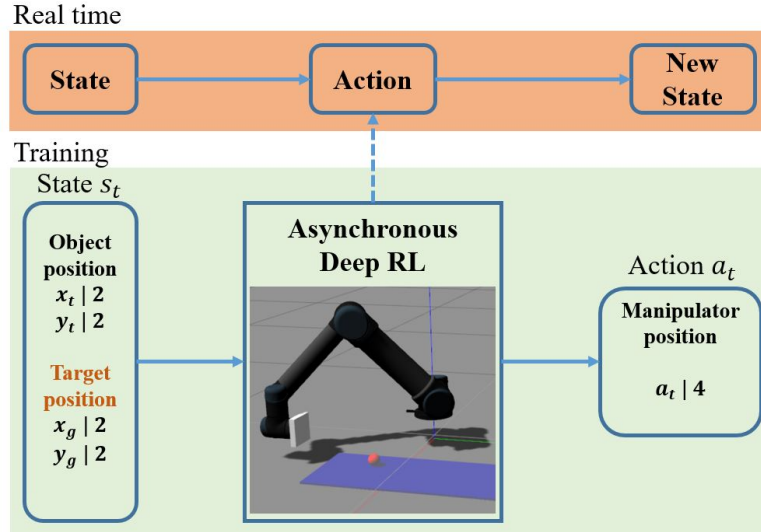 Real time
State
Action
New
State
Training
State s_t
Object
position
x_t | 2
y_t | 2
Target
position
x_g | 2
y_g | 2
Asynchronous
Deep RL
Action a_t
Manipulator
position
a_t | 4